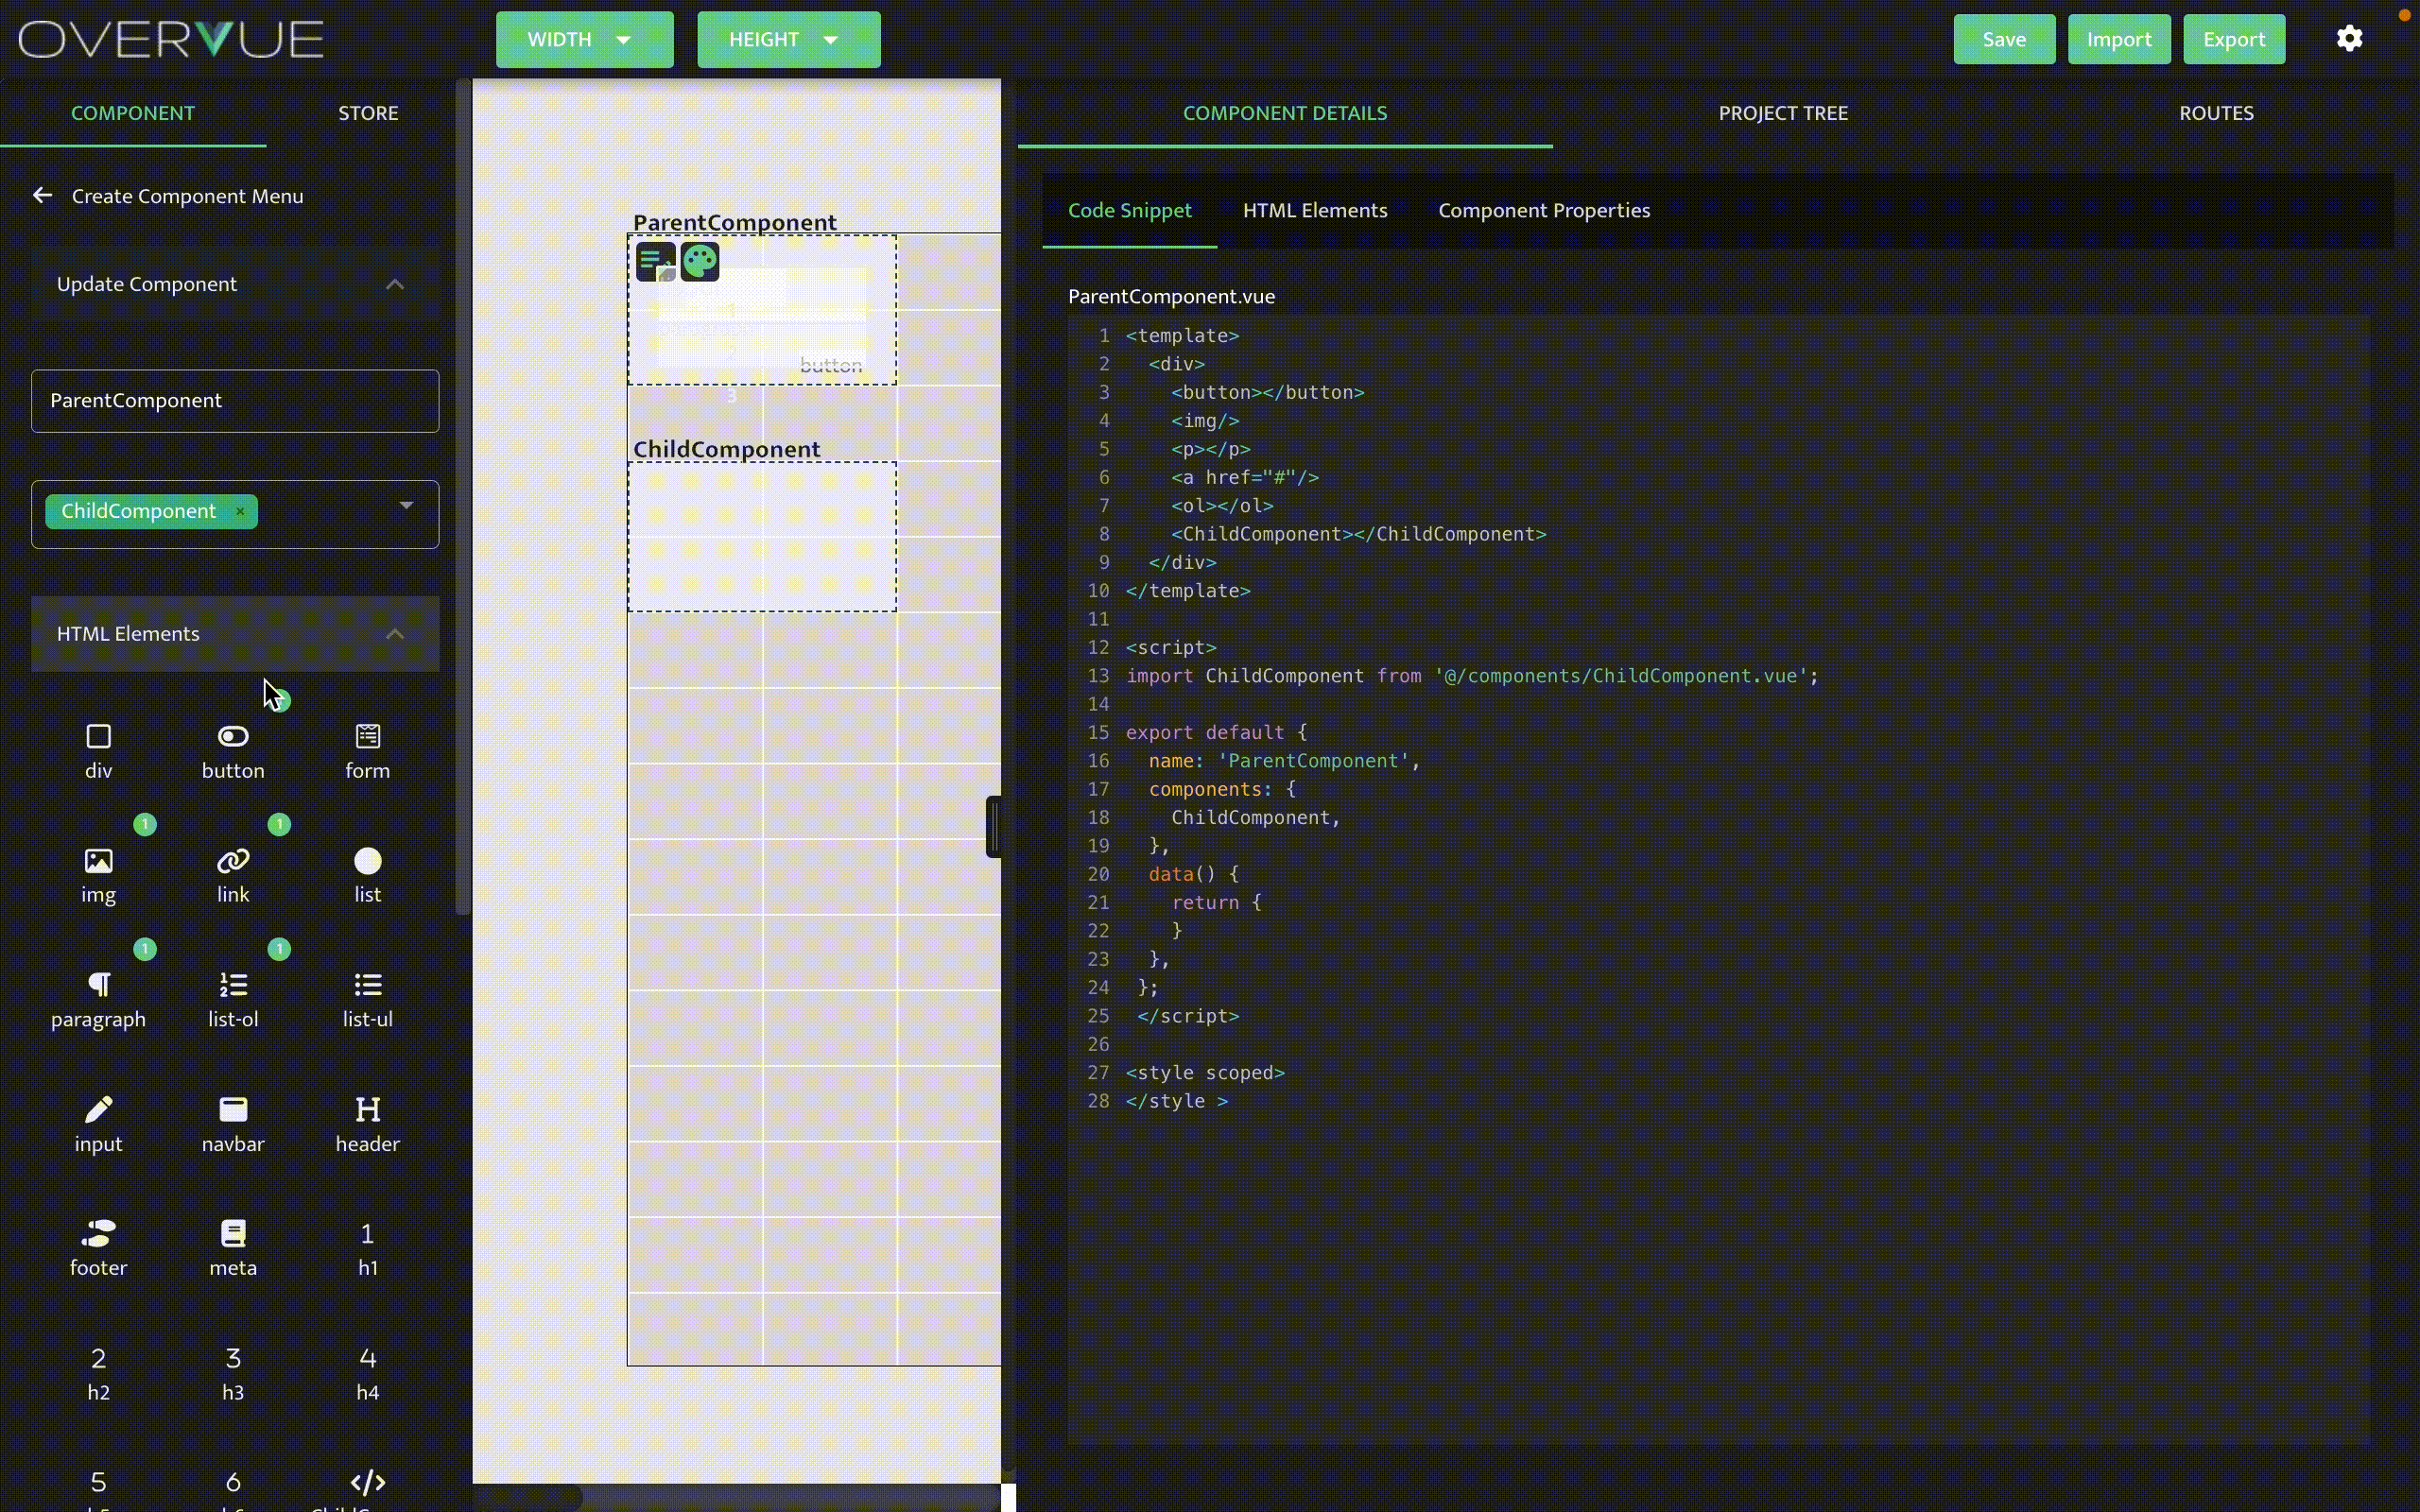 OVERVUE
WIDTH
HEIGHT
Save
Import
Export
COMPONENT
STORE
Create Component Menu
Update Component
ParentComponent
ChildComponent ×
HTML Elements
div
button
form
1
1
img
link
list
1
1
paragraph
list-ol
list-ul
input
navbar
header
footer
meta
1
h1
2
3
4
h2
h3
h4
5
6
ParentComponent
1
2
button
3
ChildComponent
COMPONENT DETAILS
PROJECT TREE
ROUTES
Code Snippet
HTML Elements
Component Properties
ParentComponent.vue
1 <template>
2 <div>
3 <button></button>
4 <img/>
5 <p></p>
6 <a href="#"/>
7 <ol></ol>
8 <ChildComponent></ChildComponent>
9 </div>
10 </template>
11
12 <script>
13 import ChildComponent from '@/components/ChildComponent.vue';
14
15 export default {
16 name: 'ParentComponent',
17 components: {
18 ChildComponent,
19 },
20 data() {
21 return {
22 }
23 },
24 };
25 </script>
26
27 <style scoped>
28 </style >